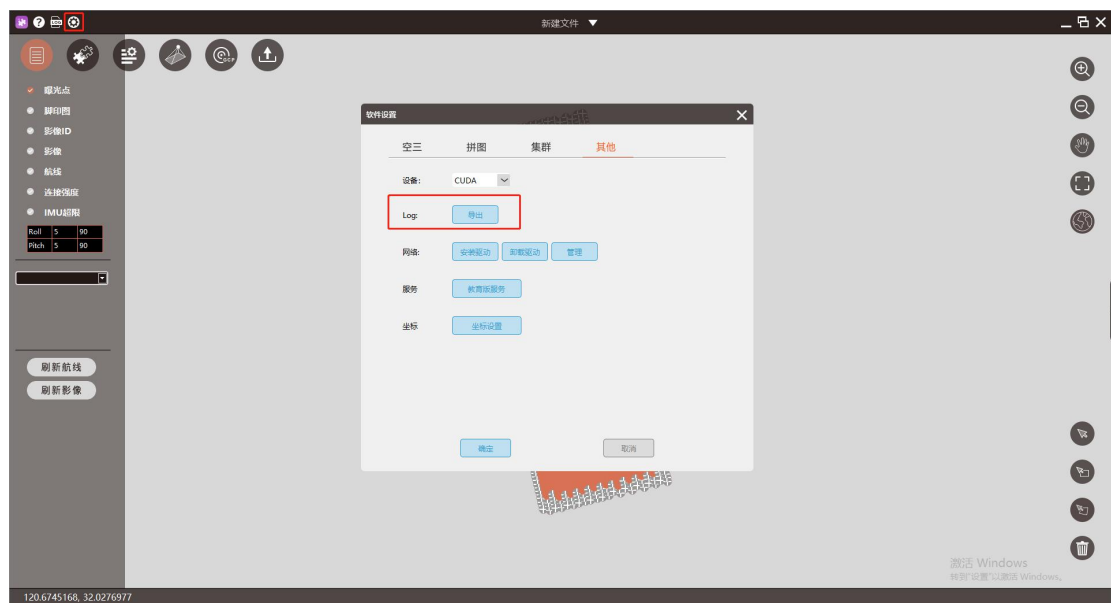 新建文件 ▼
曝光点
脚印图
影像ID
影像
航线
连接强度
IMU超限
Roll 5 90
Pitch 5 90
刷新航线
刷新影像
软件设置
空三 拼图 集群 其他
设备: CUDA
Log: 导出
网络: 安装驱动 卸载驱动 管理
服务 教育版服务
坐标 坐标设置
确定 取消
激活 Windows
转到"设置"以激活 Windows。
120.6745168, 32.0276977